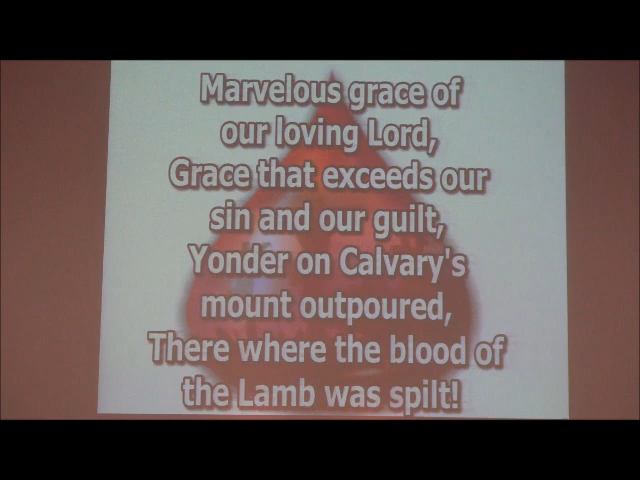 Marvelous grace of
our loving Lord,
Grace that exceeds our
sin and our guilt,
Yonder on Calvary's
mount outpoured,
There where the blood of
the Lamb was spilt!